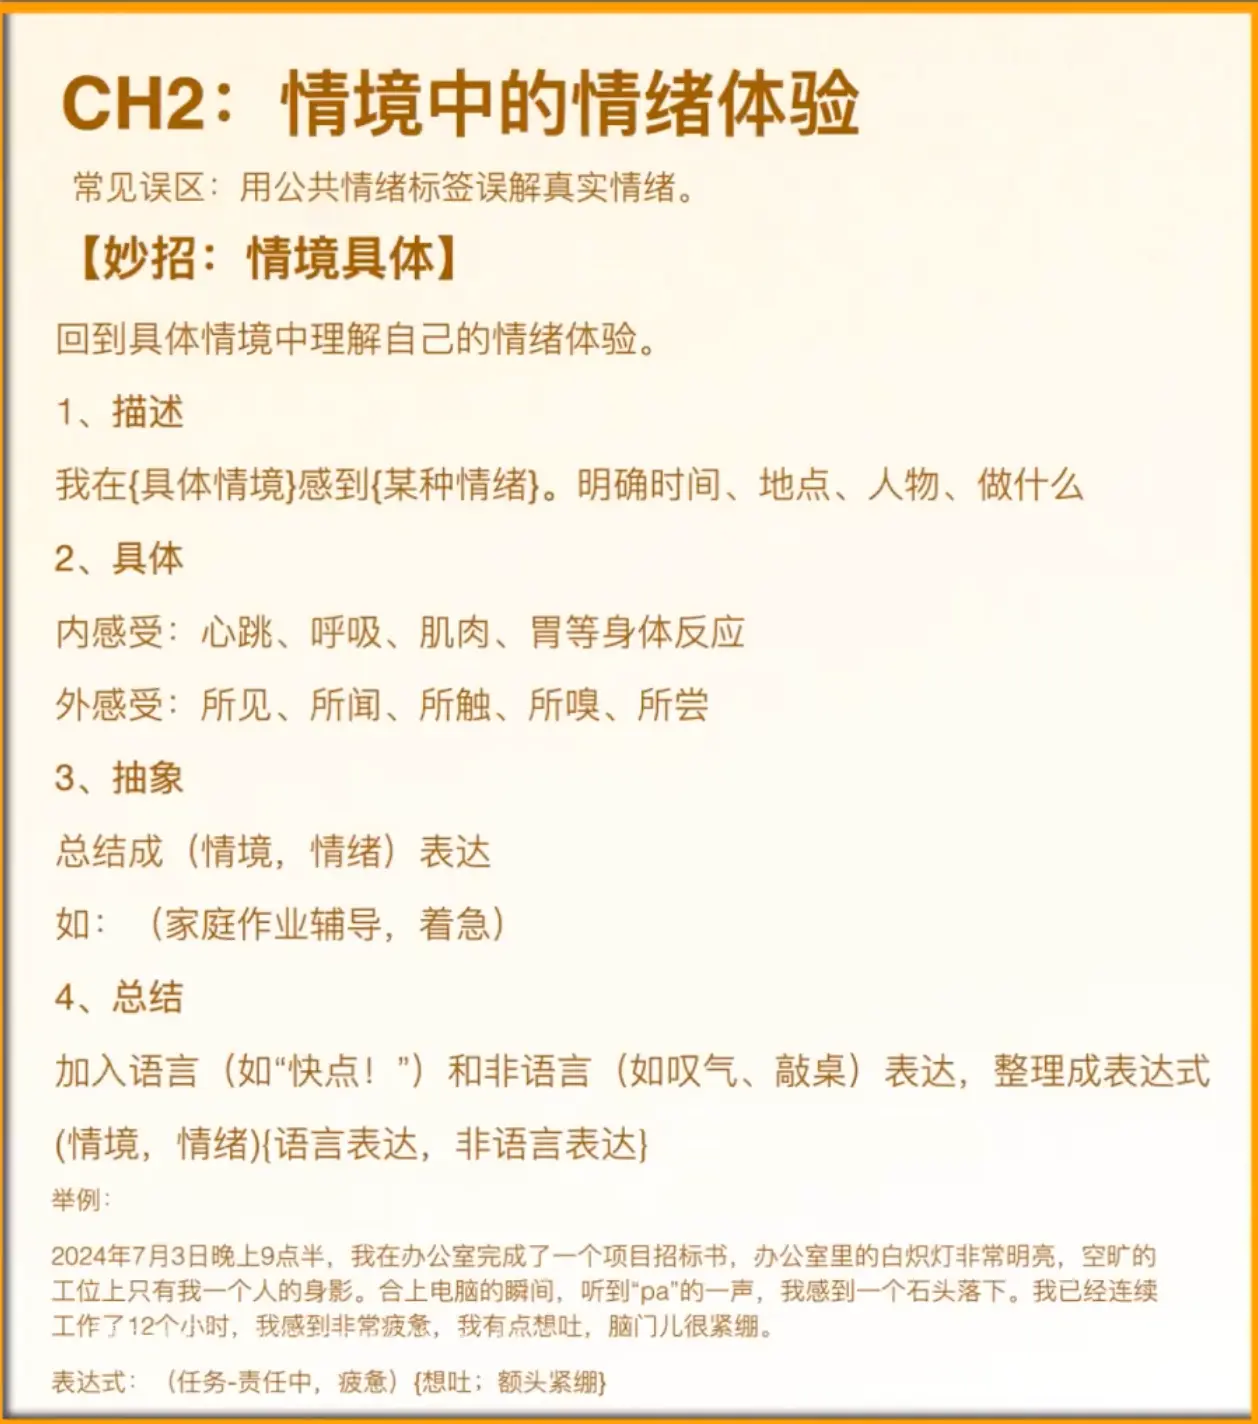 CH2：情境中的情绪体验
常见误区：用公共情绪标签误解真实情绪。
【妙招：情境具体】
回到具体情境中理解自己的情绪体验。
1、描述
我在{具体情境}感到{某种情绪}。明确时间、地点、人物、做什么
2、具体
内感受：心跳、呼吸、肌肉、胃等身体反应
外感受：所见、所闻、所触、所嗅、所尝
3、抽象
总结成（情境，情绪）表达
如：（家庭作业辅导，着急）
4、总结
加入语言（如“快点！”）和非语言（如叹气、敲桌）表达，整理成表达式
(情境，情绪){语言表达，非语言表达}
举例：
2024年7月3日晚上9点半，我在办公室完成了一个项目招标书，办公室里的白炽灯非常明亮，空旷的
工位上只有我一个人的身影。合上电脑的瞬间，听到“pa”的一声，我感到一个石头落下。我已经连续
工作了12个小时，我感到非常疲惫，我有点想吐，脑门儿很紧绷。
表达式：（任务-责任中，疲惫）{想吐；额头紧绷}